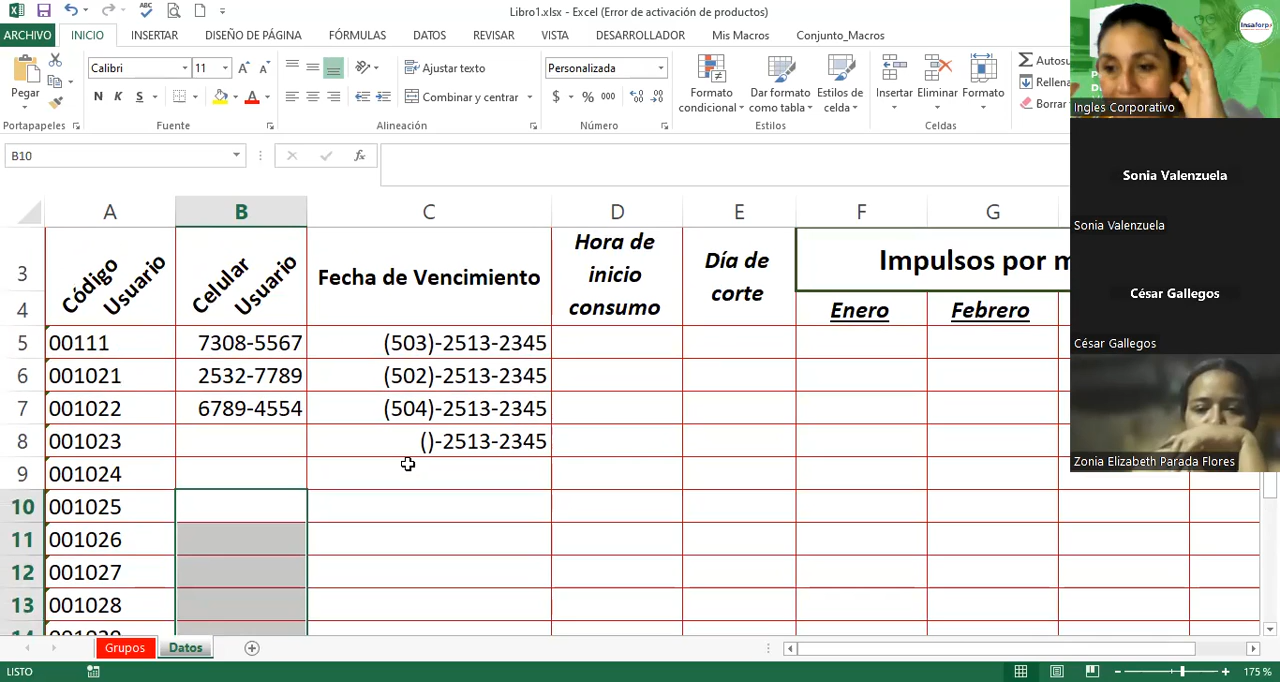 Libro1.xlsx - Excel (Error de activación de productos)
ARCHIVO INICIO INSERTAR DISEÑO DE PÁGINA FÓRMULAS DATOS REVISAR VISTA DESARROLLADOR Mis Macros Conjunto_Macros
Pegar
Portapapeles
Calibri 11
N K S
Fuente
Ajustar texto
Combinar y centrar
Alineación
Personalizada
$ % 000
Número
Formato condicional
Dar formato como tabla
Estilos de celda
Estilos
Insertar Eliminar Formato
Celdas
Autosu
Rellena
Borrar
B10
fx
A B C D E F G
3 Código Usuario Celular Usuario Fecha de Vencimiento Hora de inicio consumo Día de corte Impulsos por m
4 Enero Febrero
5 00111 7308-5567 (503)-2513-2345
6 001021 2532-7789 (502)-2513-2345
7 001022 6789-4554 (504)-2513-2345
8 001023 ()-2513-2345
9 001024
10 001025
11 001026
12 001027
13 001028
14
Grupos Datos
LISTO
175 %
Insaforp
Ingles Corporativo
Sonia Valenzuela
Sonia Valenzuela
César Gallegos
César Gallegos
Zonia Elizabeth Parada Flores